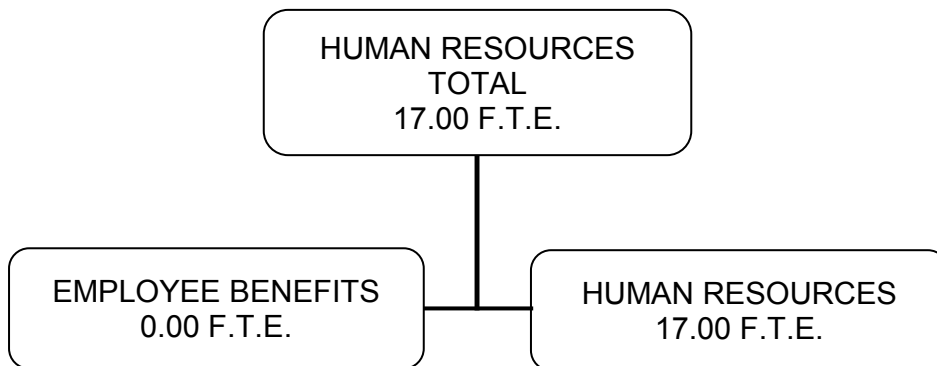 HUMAN RESOURCES
TOTAL
17.00 F.T.E.
EMPLOYEE BENEFITS
0.00 F.T.E.
HUMAN RESOURCES
17.00 F.T.E.